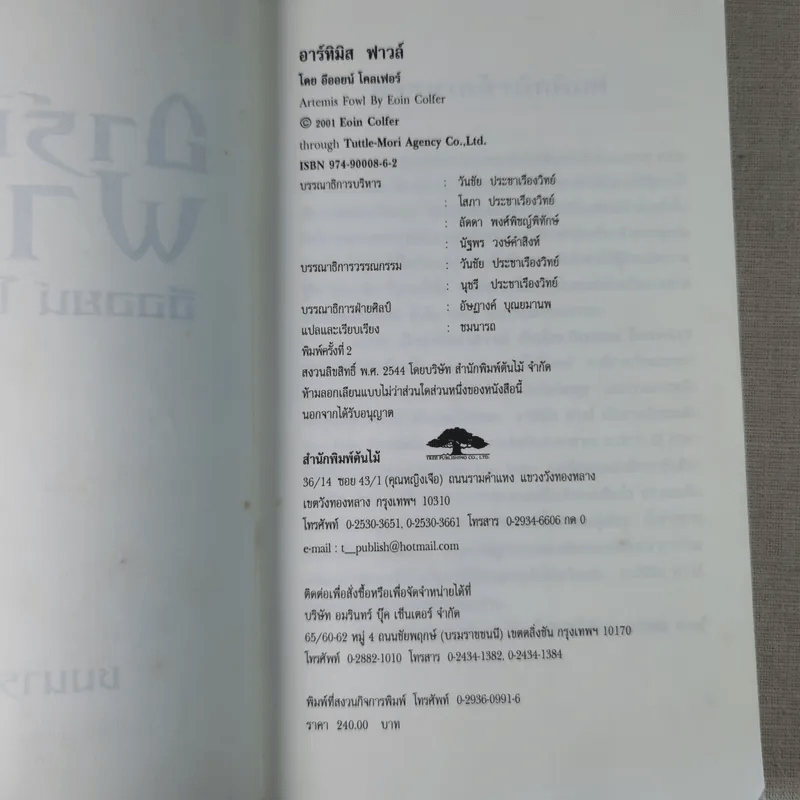 อาร์ทิมิส ฟาวล์
โดย อีออยน์ โคลเฟอร์
Artemis Fowl By Eoin Colfer
© 2001 Eoin Colfer
through Tuttle-Mori Agency Co.,Ltd.
ISBN 974-90008-6-2
บรรณาธิการบริหาร : วันชัย ประชาเรืองวิทย์
: โสภา ประชาเรืองวิทย์
: ลัดดา พงศ์พิชญ์พิทักษ์
: นัฐพร วงษ์คำสิงห์
บรรณาธิการวรรณกรรม : วันชัย ประชาเรืองวิทย์
: นุชรี ประชาเรืองวิทย์
บรรณาธิการฝ่ายศิลป์ : อัษฎางค์ บุณยมานพ
แปลและเรียบเรียง : ชมนารถ
พิมพ์ครั้งที่ 2
สงวนลิขสิทธิ์ พ.ศ. 2544 โดยบริษัท สำนักพิมพ์ต้นไม้ จำกัด
ห้ามลอกเลียนแบบไม่ว่าส่วนใดส่วนหนึ่งของหนังสือนี้
นอกจากได้รับอนุญาต
TREE PUBLISHING CO., LTD.
สำนักพิมพ์ต้นไม้
36/14 ซอย 43/1 (คุณหญิงเจือ) ถนนรามคำแหง แขวงวังทองหลาง
เขตวังทองหลาง กรุงเทพฯ 10310
โทรศัพท์ 0-2530-3651, 0-2530-3661 โทรสาร 0-2934-6606 กด 0
e-mail : t_publish@hotmail.com
ติดต่อเพื่อสั่งซื้อหรือเพื่อจัดจำหน่ายได้ที่
บริษัท อมรินทร์ บุ๊ค เซ็นเตอร์ จำกัด
65/60-62 หมู่ 4 ถนนชัยพฤกษ์ (บรมราชชนนี) เขตตลิ่งชัน กรุงเทพฯ 10170
โทรศัพท์ 0-2882-1010 โทรสาร 0-2434-1382, 0-2434-1384
พิมพ์ที่สงวนกิจการพิมพ์ โทรศัพท์ 0-2936-0991-6
ราคา 240.00 บาท